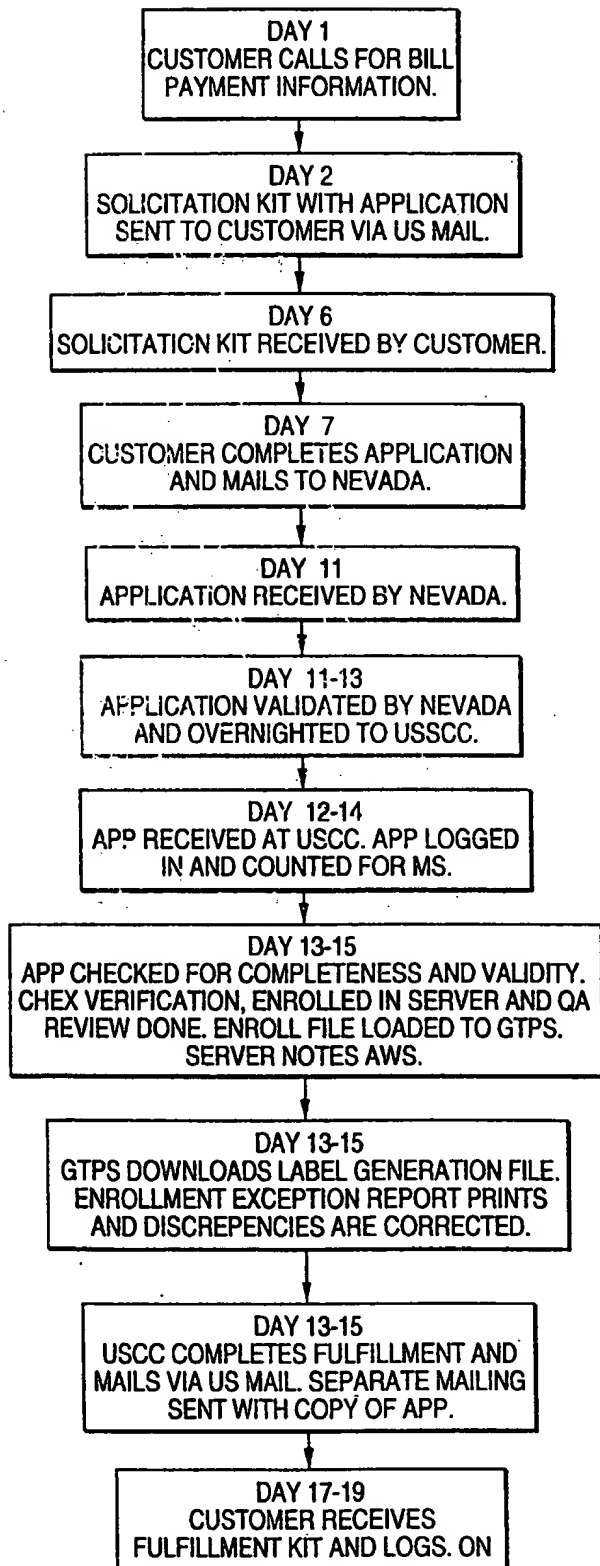 DAY 1
CUSTOMER CALLS FOR BILL
PAYMENT INFORMATION.
DAY 2
SOLICITATION KIT WITH APPLICATION
SENT TO CUSTOMER VIA US MAIL.
DAY 6
SOLICITATION KIT RECEIVED BY CUSTOMER.
DAY 7
CUSTOMER COMPLETES APPLICATION
AND MAILS TO NEVADA.
DAY 11
APPLICATION RECEIVED BY NEVADA.
DAY 11-13
APPLICATION VALIDATED BY NEVADA
AND OVERNIGHTED TO USSCC.
DAY 12-14
APP RECEIVED AT USCC. APP LOGGED
IN AND COUNTED FOR MS.
DAY 13-15
APP CHECKED FOR COMPLETENESS AND VALIDITY.
CHEX VERIFICATION, ENROLLED IN SERVER AND QA
REVIEW DONE. ENROLL FILE LOADED TO GTPS.
SERVER NOTES AWS.
DAY 13-15
GTPS DOWNLOADS LABEL GENERATION FILE.
ENROLLMENT EXCEPTION REPORT PRINTS
AND DISCREPENCIES ARE CORRECTED.
DAY 13-15
USCC COMPLETES FULFILLMENT AND
MAILS VIA US MAIL. SEPARATE MAILING
SENT WITH COPY OF APP.
DAY 17-19
CUSTOMER RECEIVES
FULFILLMENT KIT AND LOGS. ON